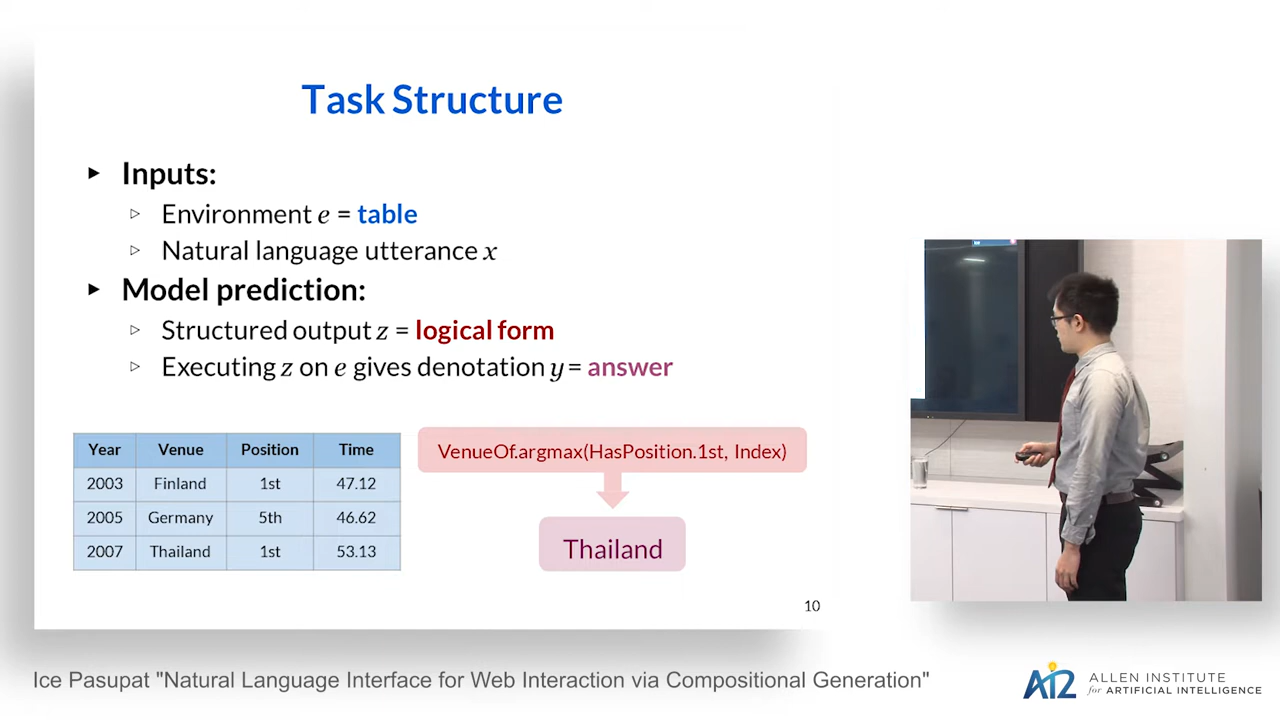 Task Structure
Inputs:
Environment e = table
Natural language utterance x
Model prediction:
Structured output z = logical form
Executing z on e gives denotation y = answer
Year Venue Position Time
2003 Finland 1st 47.12
2005 Germany 5th 46.62
2007 Thailand 1st 53.13
VenueOf.argmax(HasPosition.1st, Index)
Thailand
10
Ice Pasupat "Natural Language Interface for Web Interaction via Compositional Generation"
AI2
ALLEN INSTITUTE
for ARTIFICIAL INTELLIGENCE